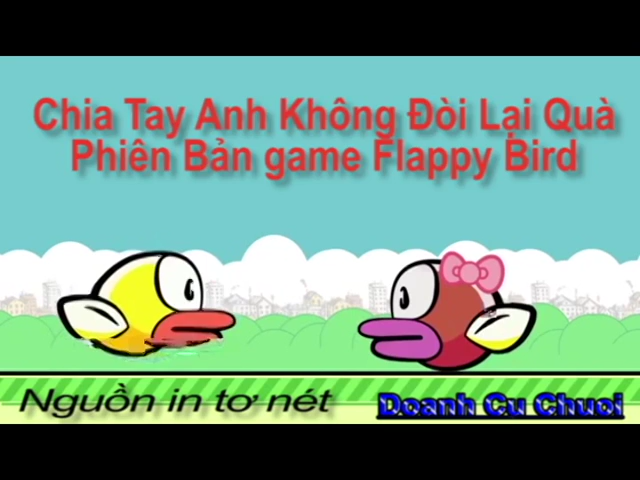 Chia Tay Anh Không Đòi Lại Quà
Phiên Bản game Flappy Bird
Nguồn in tơ nét
Doanh Cu Chuoi